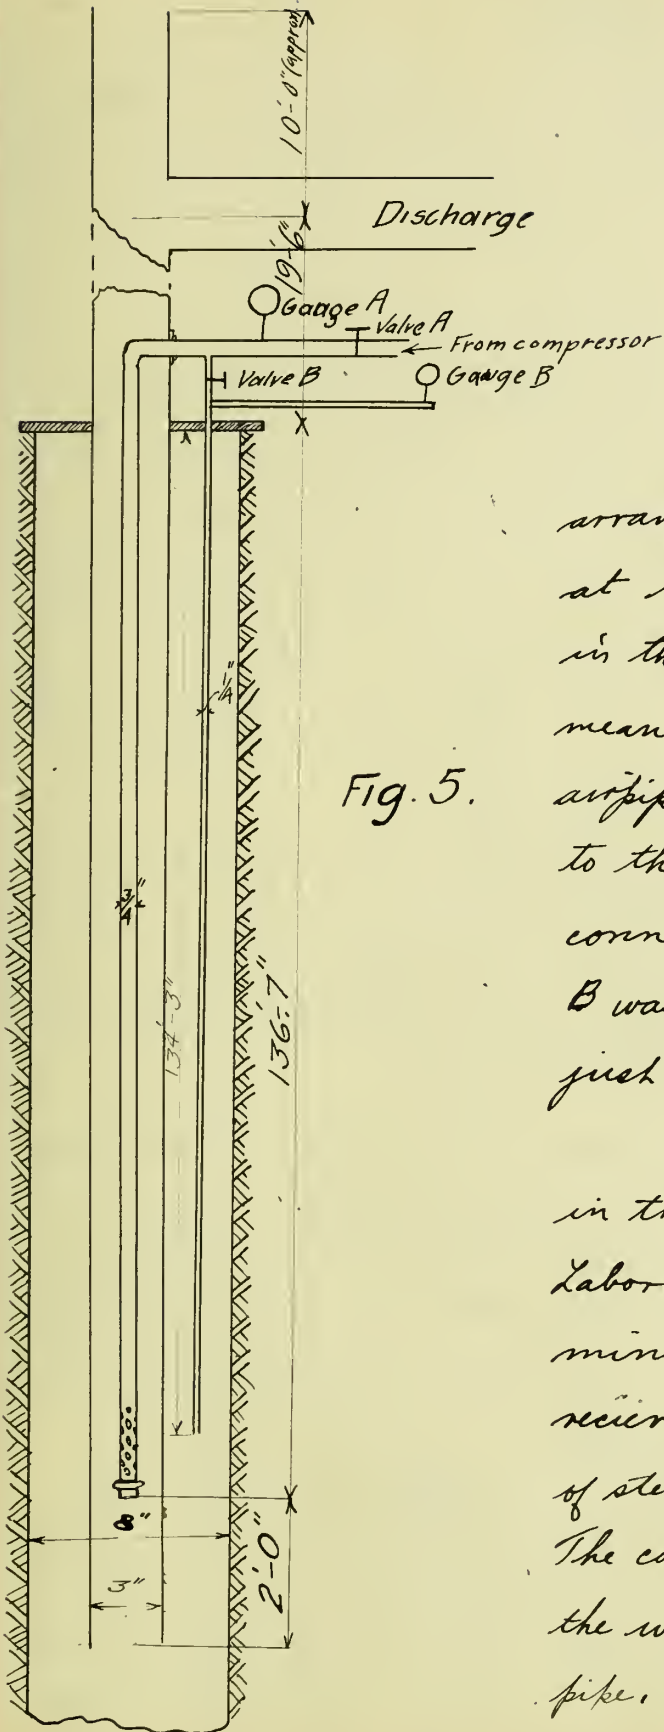 10'-0" (approx.
Discharge
19'-6"
Gauge A
Valve A
From compressor
Valve B
Gauge B
1/4"
Fig. 5.
3/4"
134'-3"
136'-7"
2'-0"
3"
arran
at
in th
mean
airpip
to th
conn
B wa
just
in th
Labor
min
reciev
of ste
The co
the w
pipe.